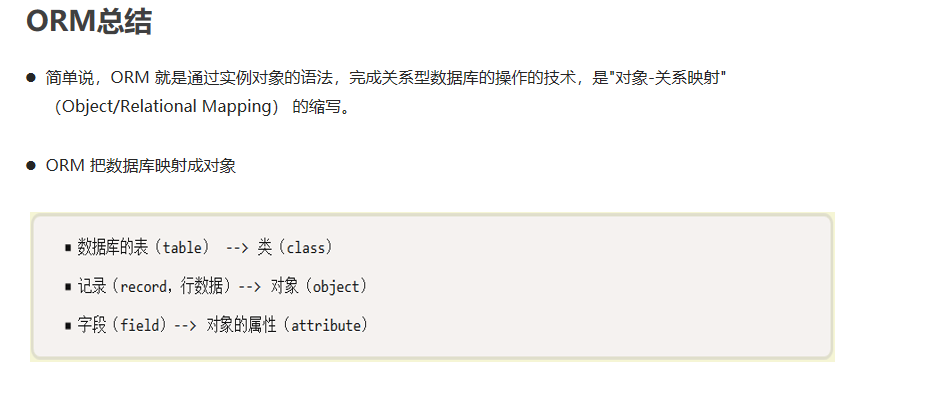 ORM总结
● 简单说，ORM 就是通过实例对象的语法，完成关系型数据库的操作的技术，是"对象-关系映射"
（Object/Relational Mapping） 的缩写。
● ORM 把数据库映射成对象
▪ 数据库的表（table） --> 类（class）
▪ 记录（record，行数据）--> 对象（object）
▪ 字段（field）--> 对象的属性（attribute）